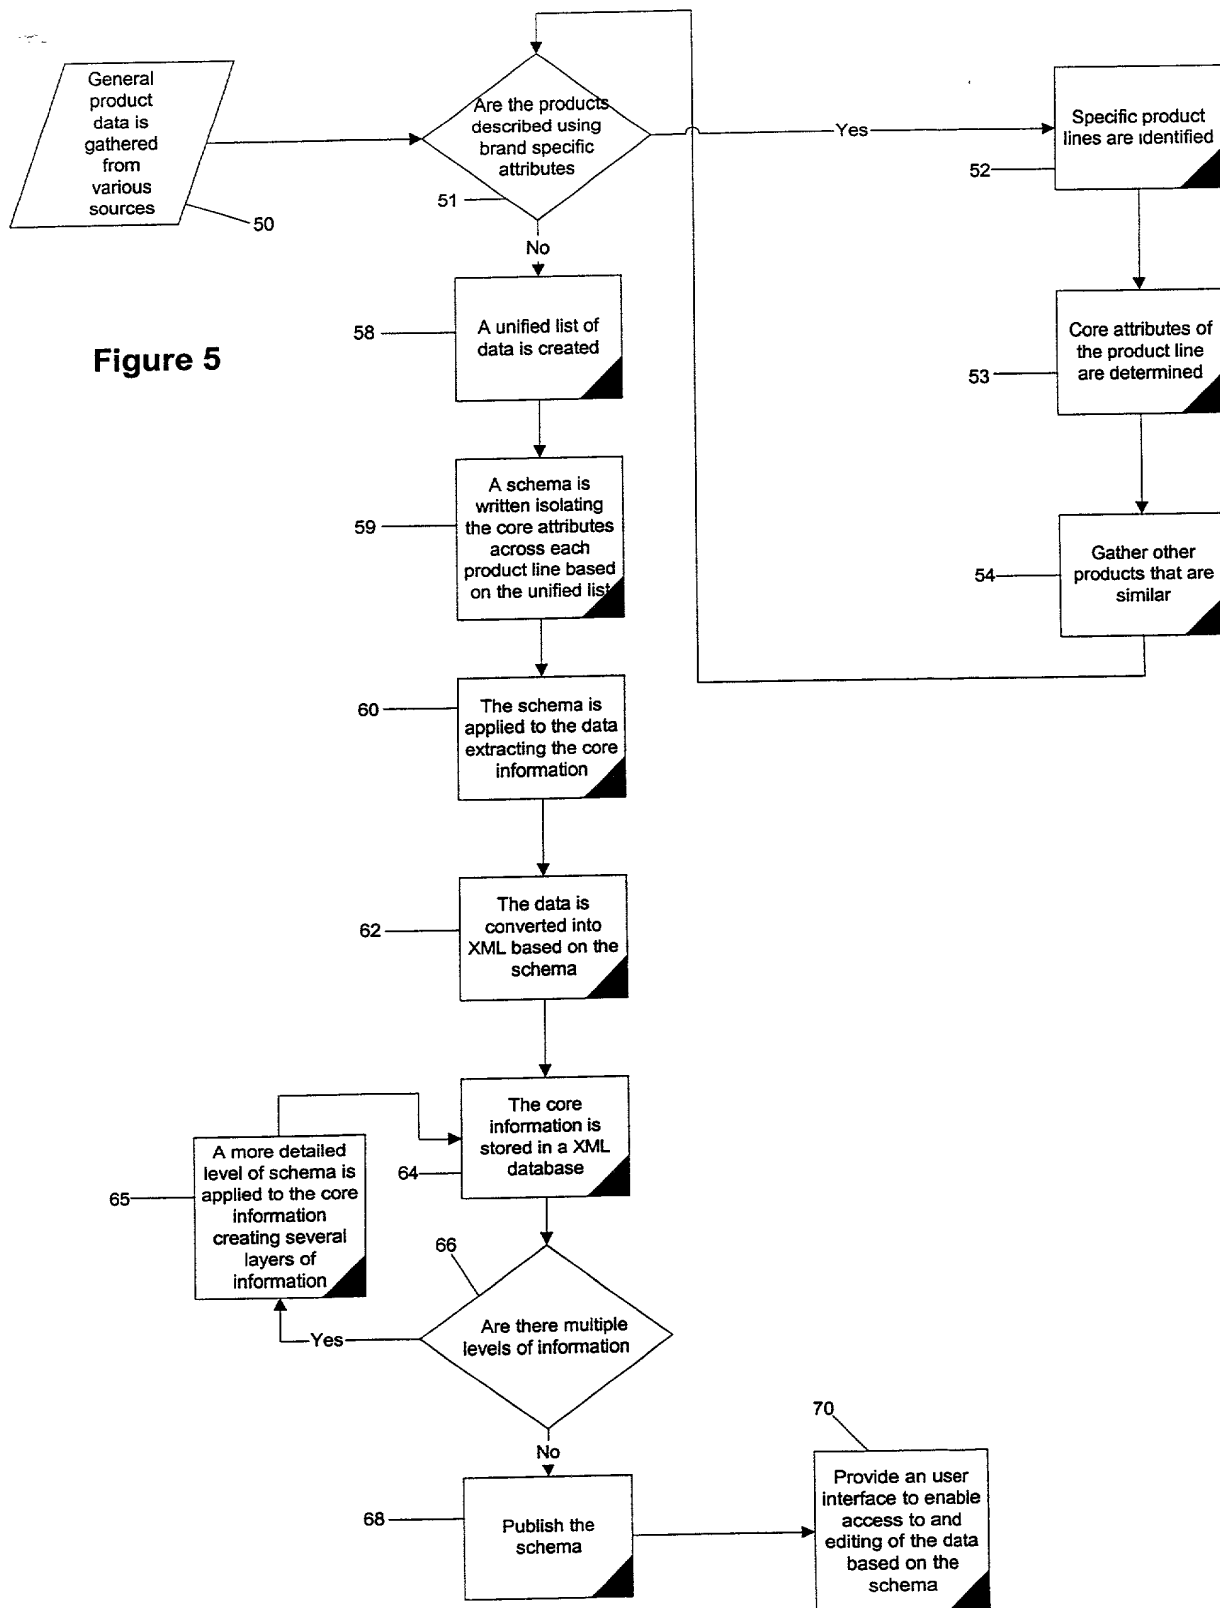 General
product
data is
gathered
from
various
sources
50
Are the products
described using
brand specific
attributes
51
Yes
Specific product
lines are identified
52
No
Figure 5
58
A unified list of
data is created
Core attributes of
the product line
are determined
53
59
A schema is
written isolating
the core attributes
across each
product line based
on the unified list
Gather other
products that are
similar
54
60
The schema is
applied to the data
extracting the core
information
62
The data is
converted into
XML based on the
schema
The core
information is
stored in a XML
database
64
A more detailed
level of schema is
applied to the core
information
creating several
layers of
information
65
66
Are there multiple
levels of information
Yes
No
68
Publish the
schema
70
Provide an user
interface to enable
access to and
editing of the data
based on the
schema